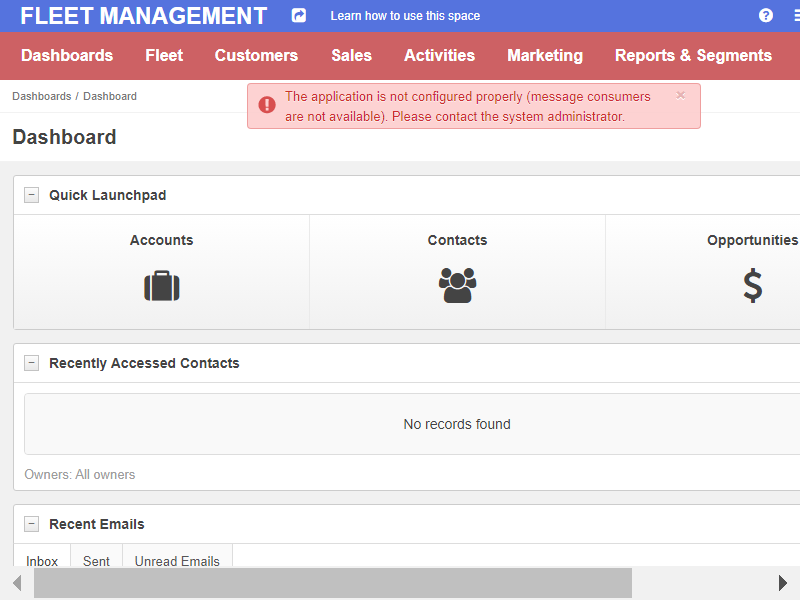 FLEET MANAGEMENT Learn how to use this space
Dashboards Fleet Customers Sales Activities Marketing Reports & Segments
Dashboards / Dashboard
The application is not configured properly (message consumers
are not available). Please contact the system administrator.
Dashboard
Quick Launchpad
Accounts Contacts Opportunities
Recently Accessed Contacts
No records found
Owners: All owners
Recent Emails
Inbox Sent Unread Emails